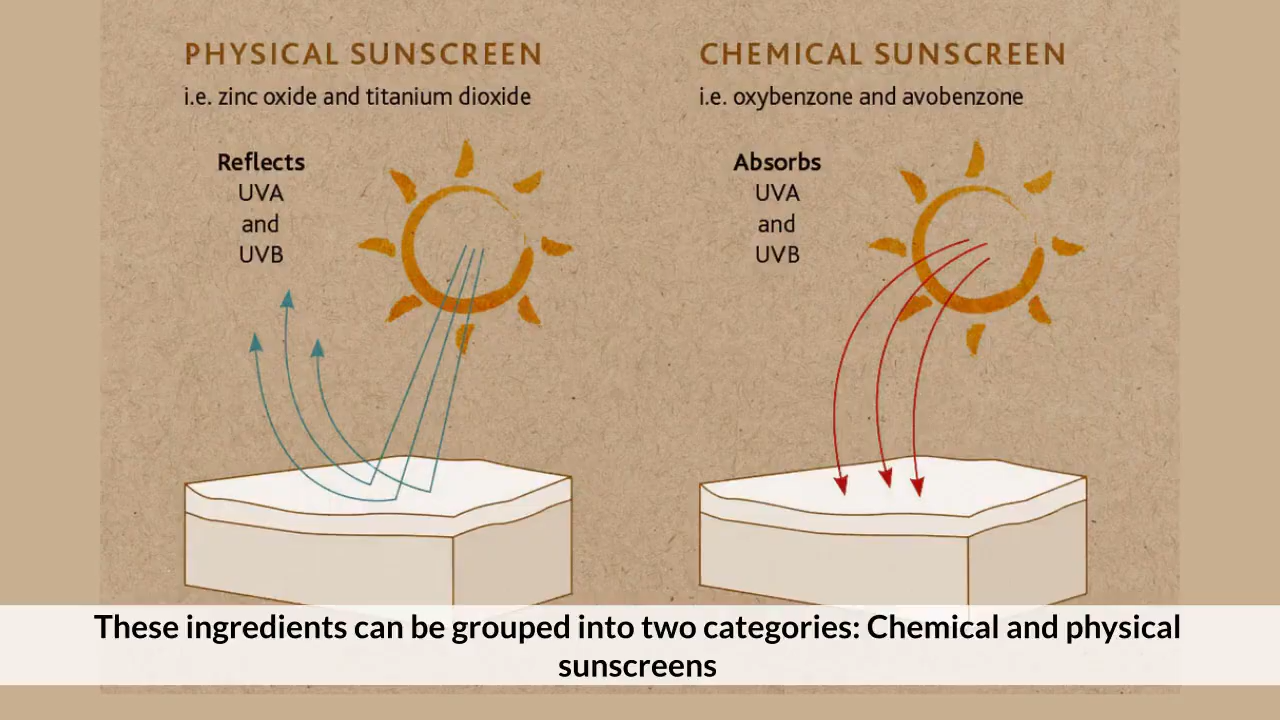 PHYSICAL SUNSCREEN
i.e. zinc oxide and titanium dioxide
Reflects
UVA
and
UVB
CHEMICAL SUNSCREEN
i.e. oxybenzone and avobenzone
Absorbs
UVA
and
UVB
These ingredients can be grouped into two categories: Chemical and physical
sunscreens